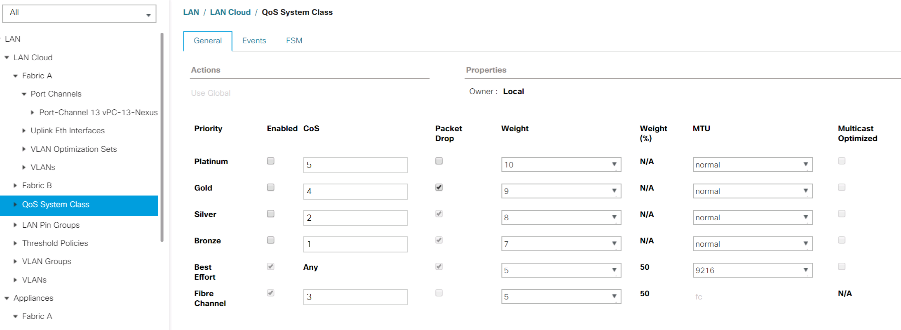 All
LAN
LAN Cloud
Fabric A
Port Channels
Port-Channel 13 vPC-13-Nexus
Uplink Eth Interfaces
VLAN Optimization Sets
VLANs
Fabric B
QoS System Class
LAN Pin Groups
Threshold Policies
VLAN Groups
VLANs
Appliances
Fabric A
LAN / LAN Cloud / QoS System Class
General Events FSM
Actions
Use Global
Properties
Owner : Local
Priority Enabled CoS Packet Drop Weight Weight (%) MTU Multicast Optimized
Platinum 5 10 N/A normal
Gold 4 9 N/A normal
Silver 2 8 N/A normal
Bronze 1 7 N/A normal
Best Effort Any 5 50 9216
Fibre Channel 3 5 50 fc N/A